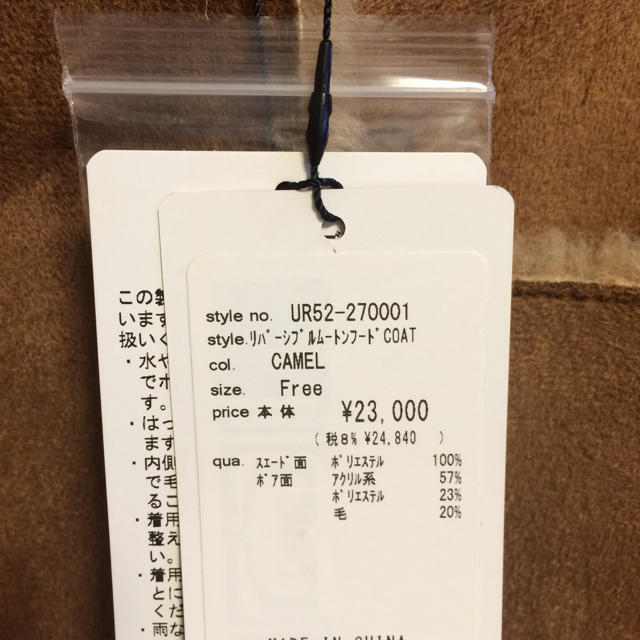 style no. UR52-270001
style.ﾘﾊﾞｰｼﾌﾞﾙﾑｰﾄﾝﾌｰﾄﾞCOAT
col. CAMEL
size. Free
price 本体 ¥23,000
(税8% ¥24,840 )
qua. ｽｴｰﾄﾞ面 ﾎﾟﾘｴｽﾃﾙ 100%
ﾎﾞｱ面 ｱｸﾘﾙ系 57%
ﾎﾟﾘｴｽﾃﾙ 23%
毛 20%
MADE IN CHINA
この製
います
扱いく
・水や
でボ
す。
・はっ
ます
・内側
で毛
るこ
・着用
整え
い。
・着用
とに
くだ
・雨な